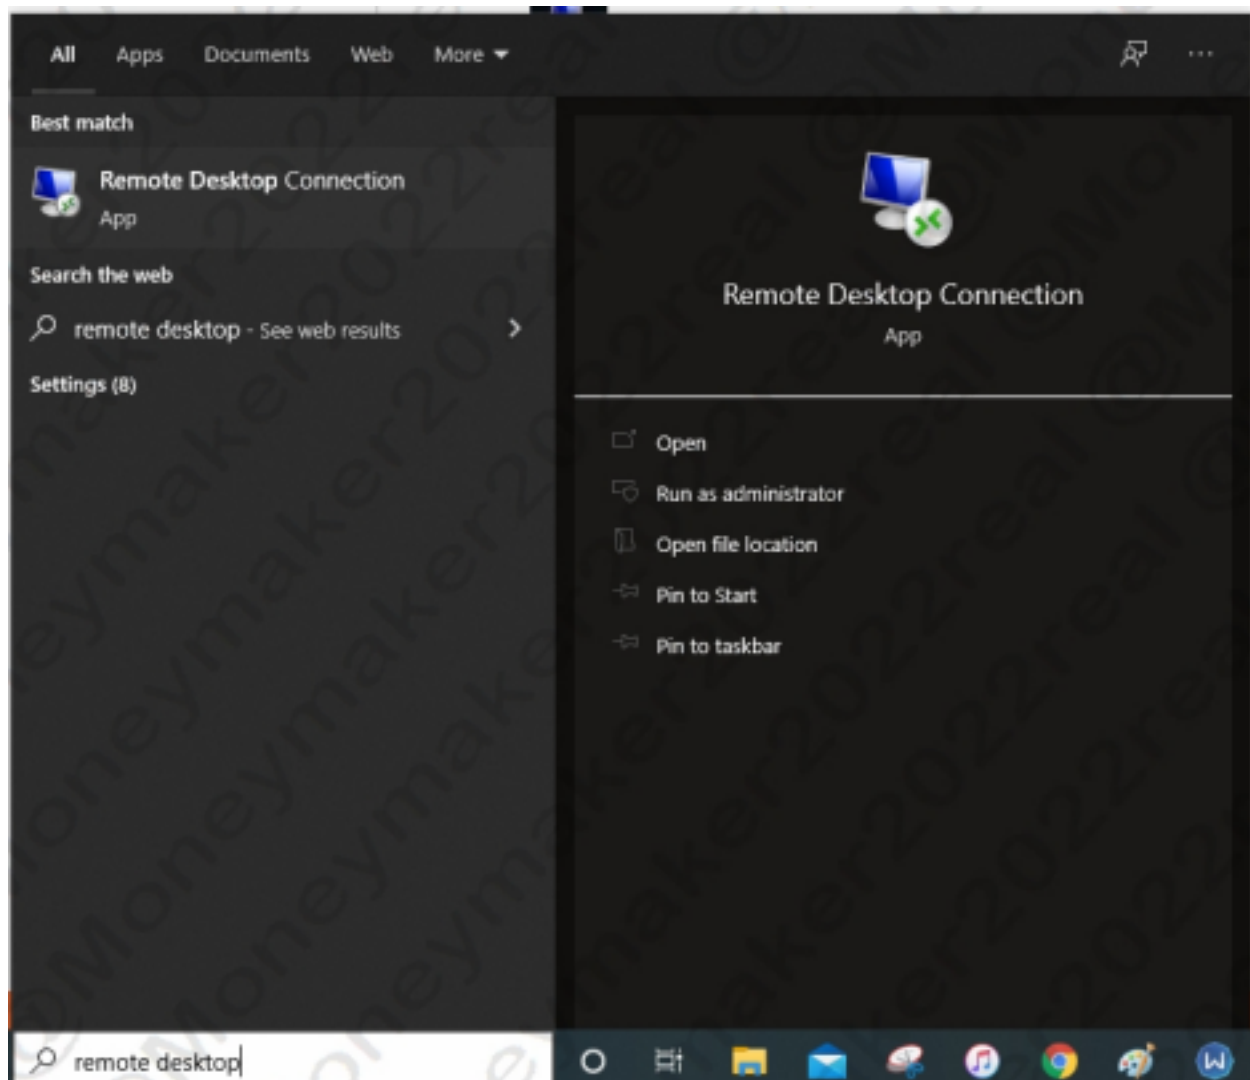 All Apps Documents Web More
Best match
Remote Desktop Connection
App
Search the web
remote desktop - See web results
Settings (8)
Remote Desktop Connection
App
Open
Run as administrator
Open file location
Pin to Start
Pin to taskbar
remote desktop
@Moneymaker2022real